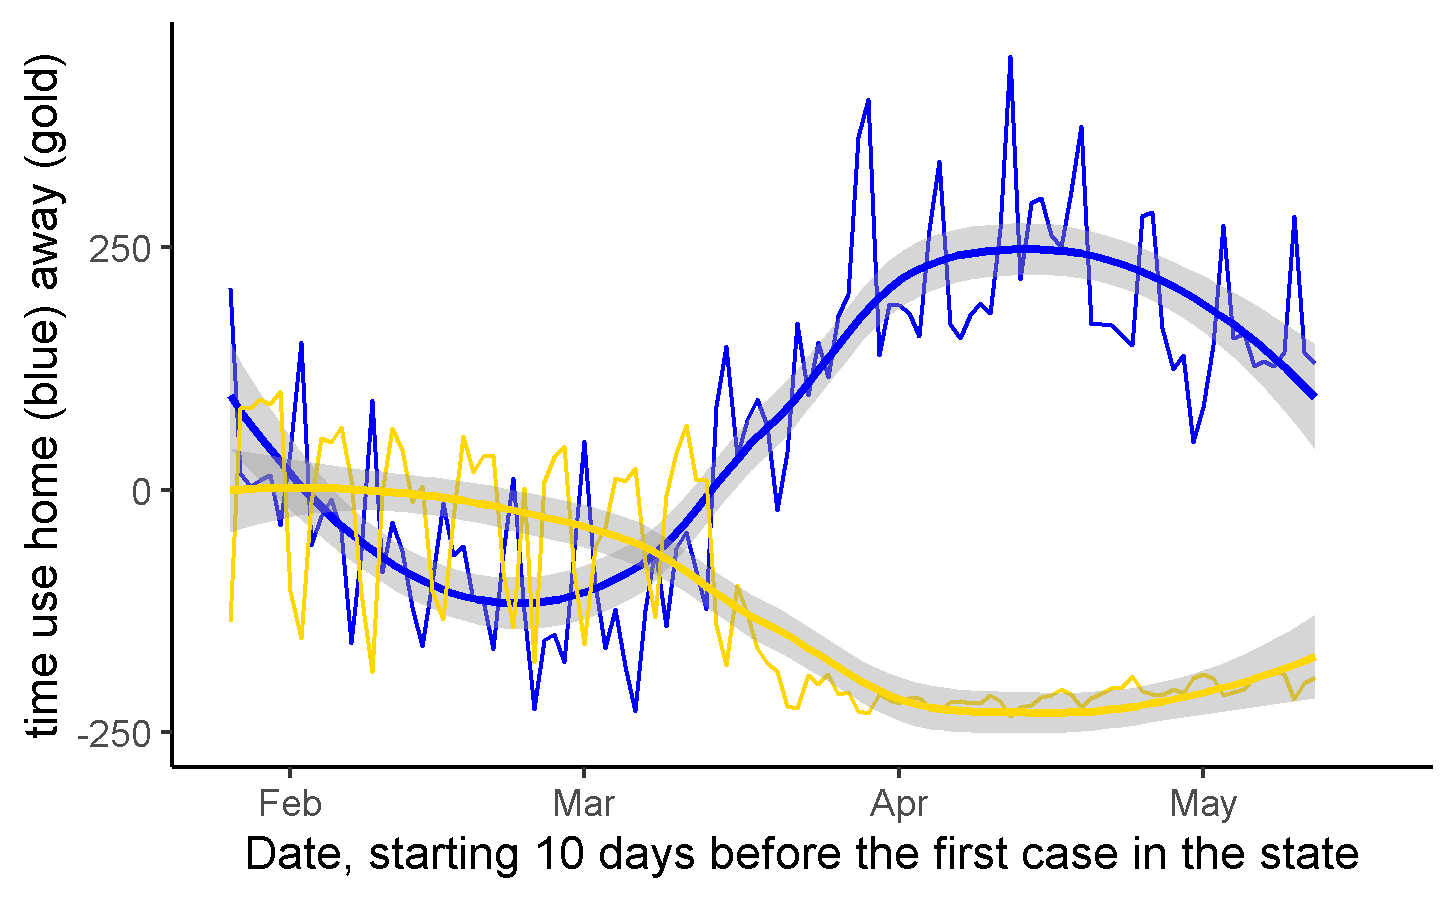 time use home (blue) away (gold)
250
0
-250
Feb
Mar
Apr
May
Date, starting 10 days before the first case in the state